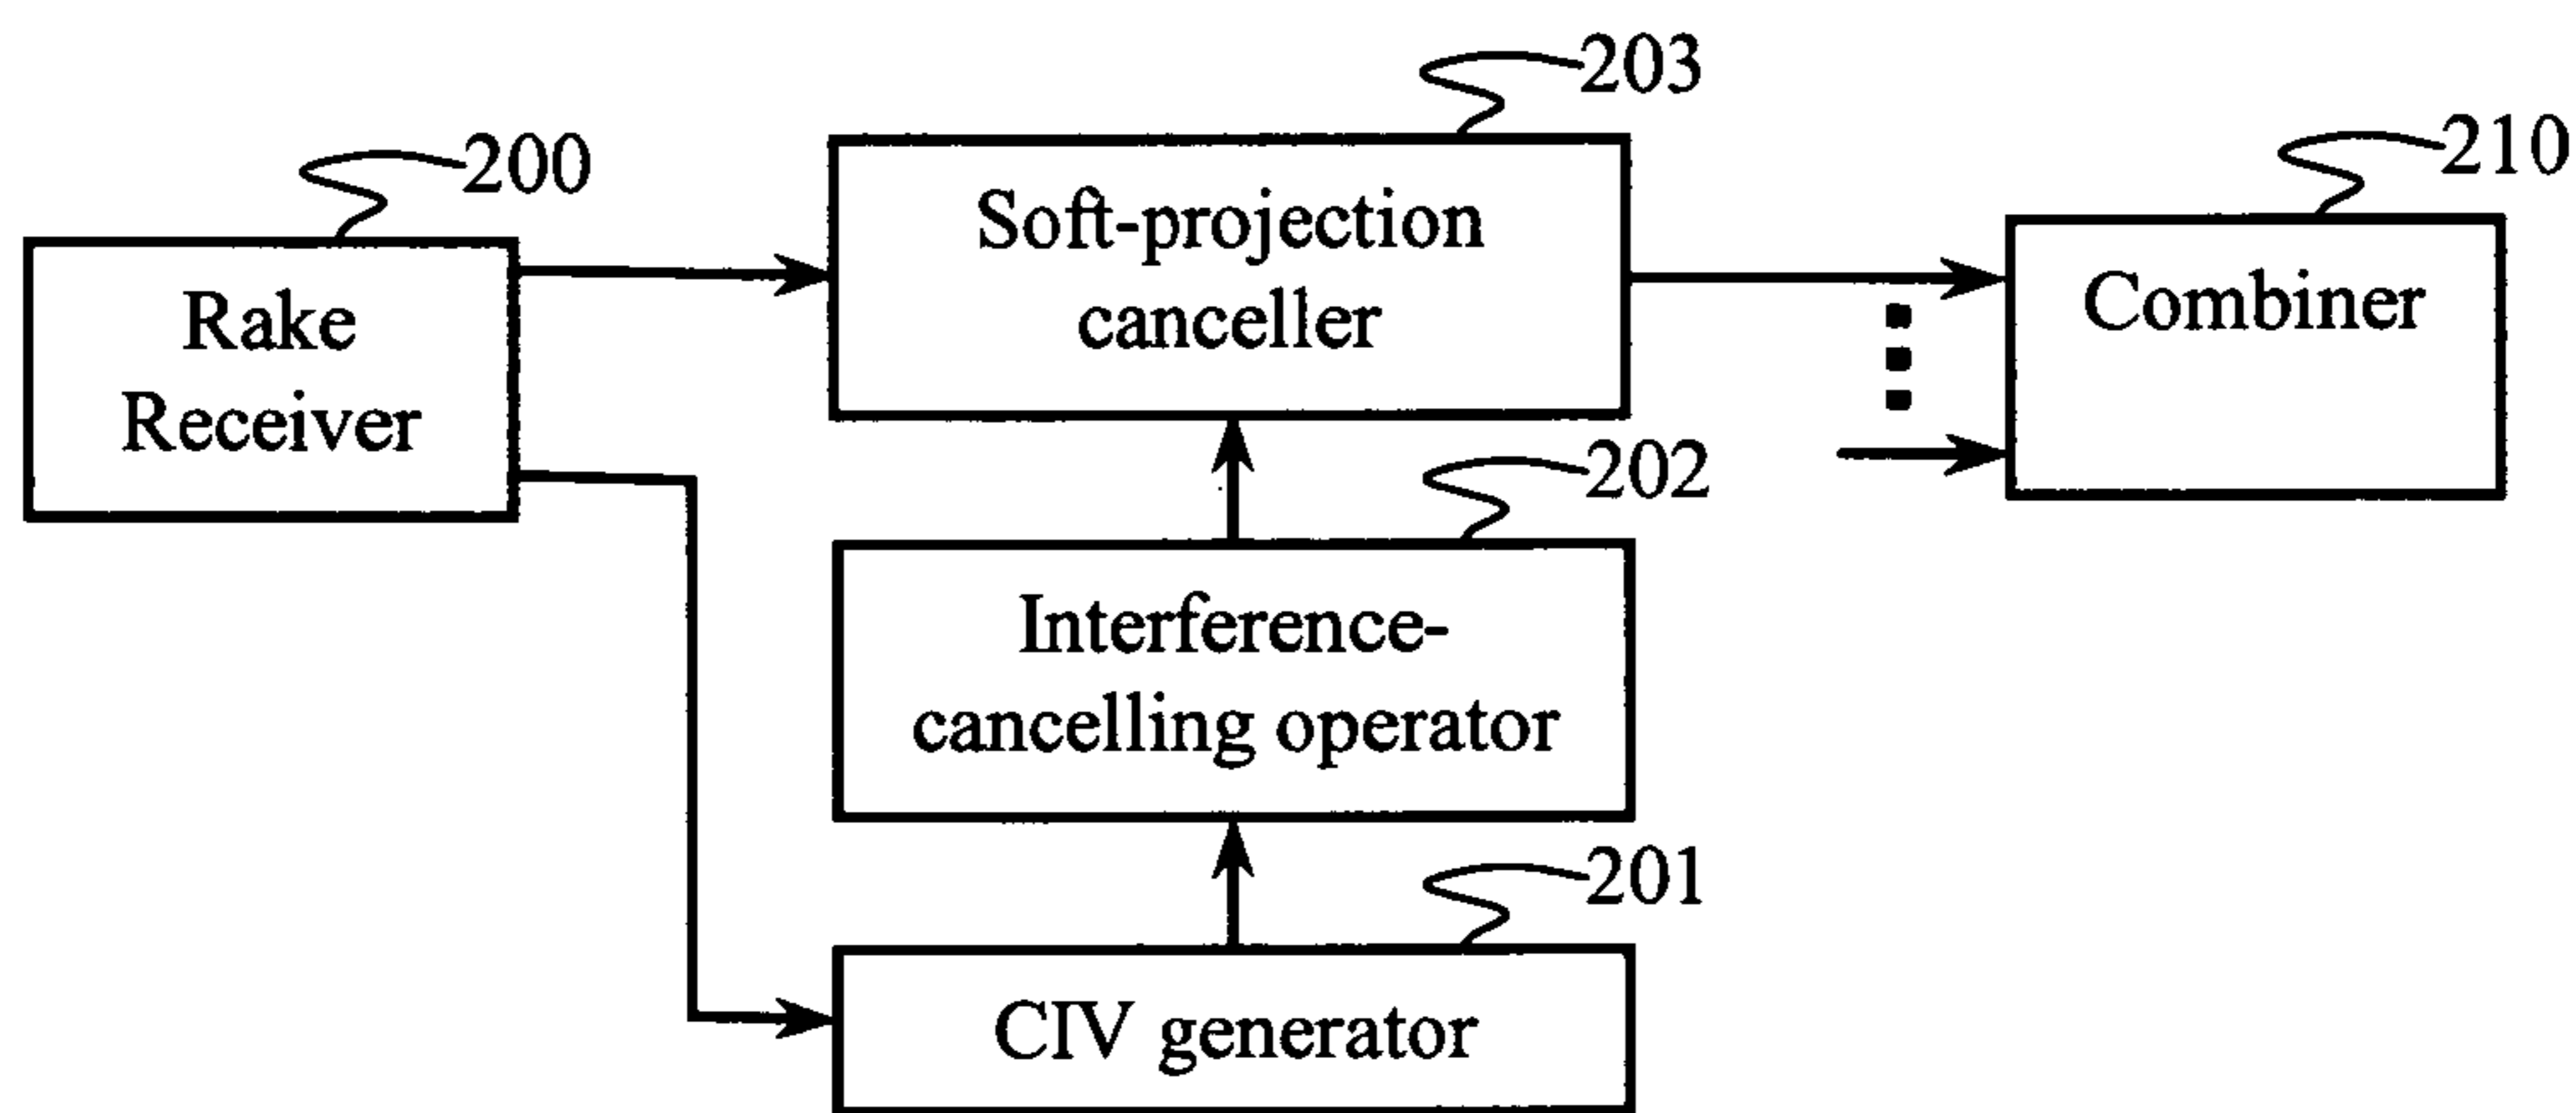 203
200
210
Soft-projection
canceller
Rake
Receiver
Combiner
202
Interference-
cancelling operator
201
CIV generator